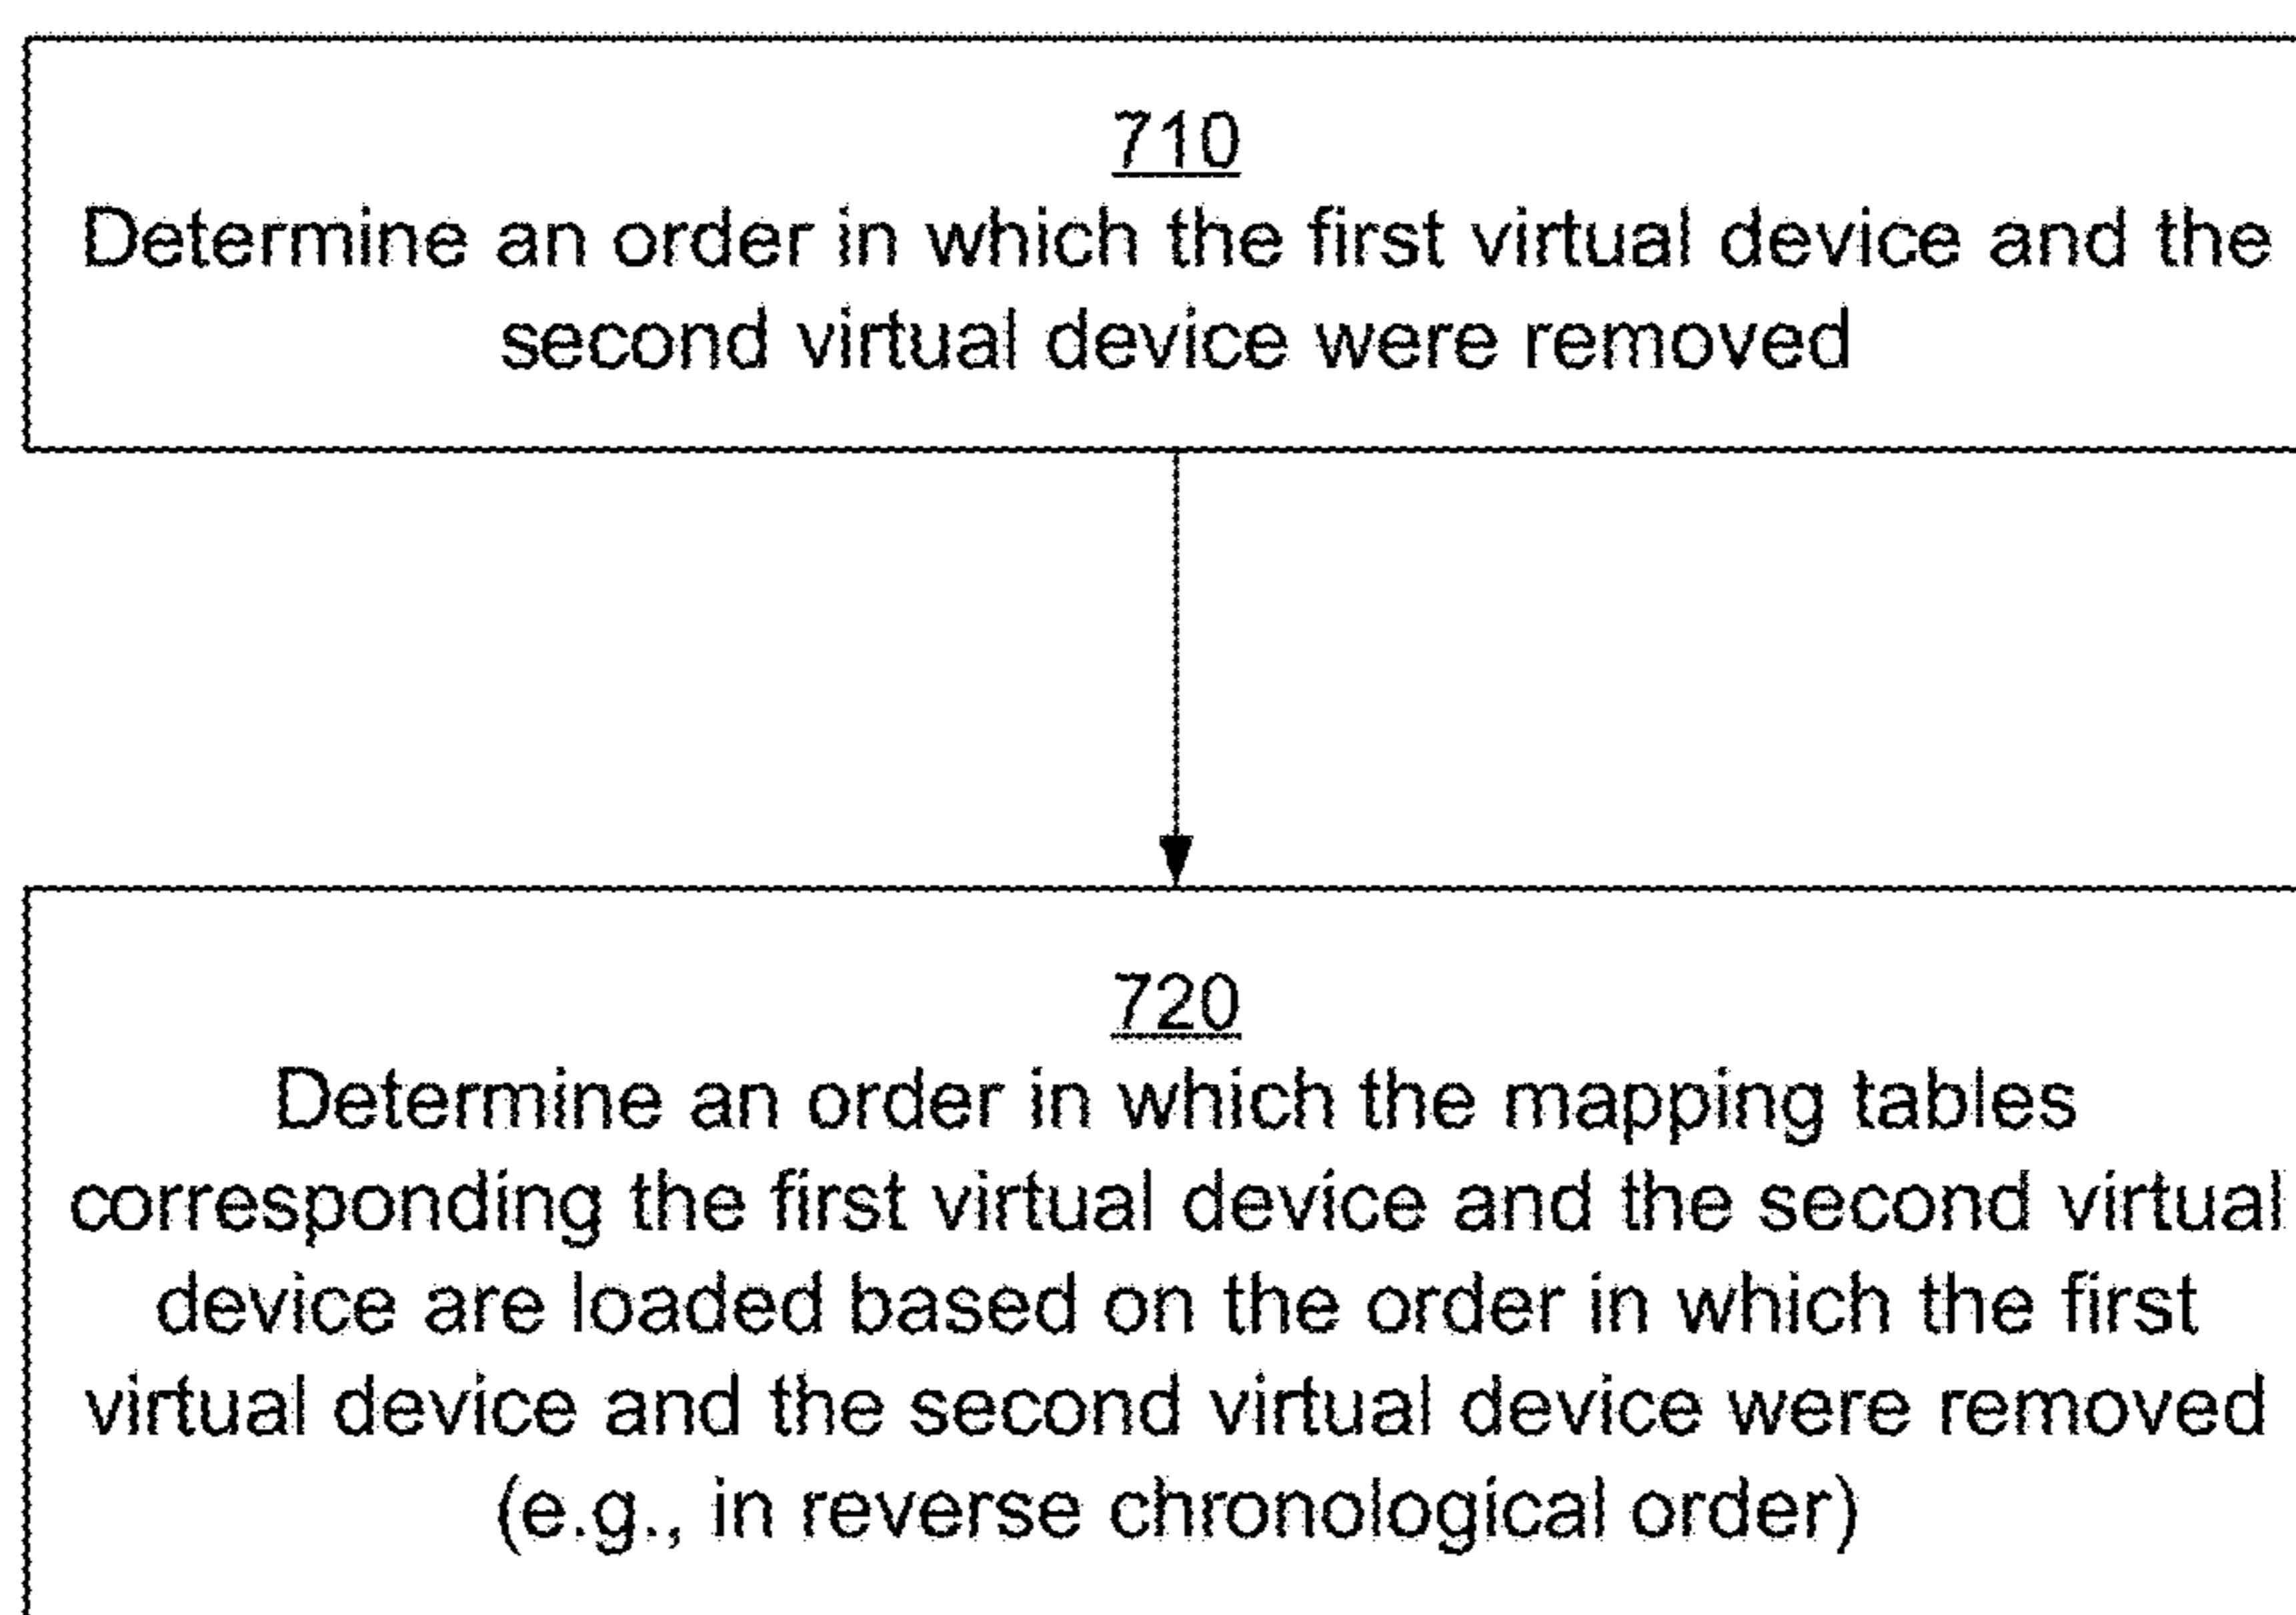 710
Determine an order in which the first virtual device and the
second virtual device were removed
720
Determine an order in which the mapping tables
corresponding the first virtual device and the second virtual
device are loaded based on the order in which the first
virtual device and the second virtual device were removed
(e.g., in reverse chronological order)